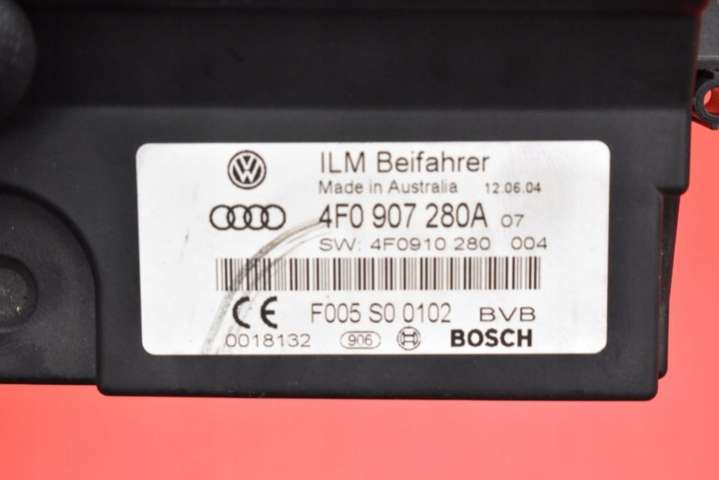 ILM Beifahrer
Made in Australia 12.06.04
4F0 907 280A 07
SW: 4F0910 280 004
F005 S0 0102 BVB
0018132 906 BOSCH